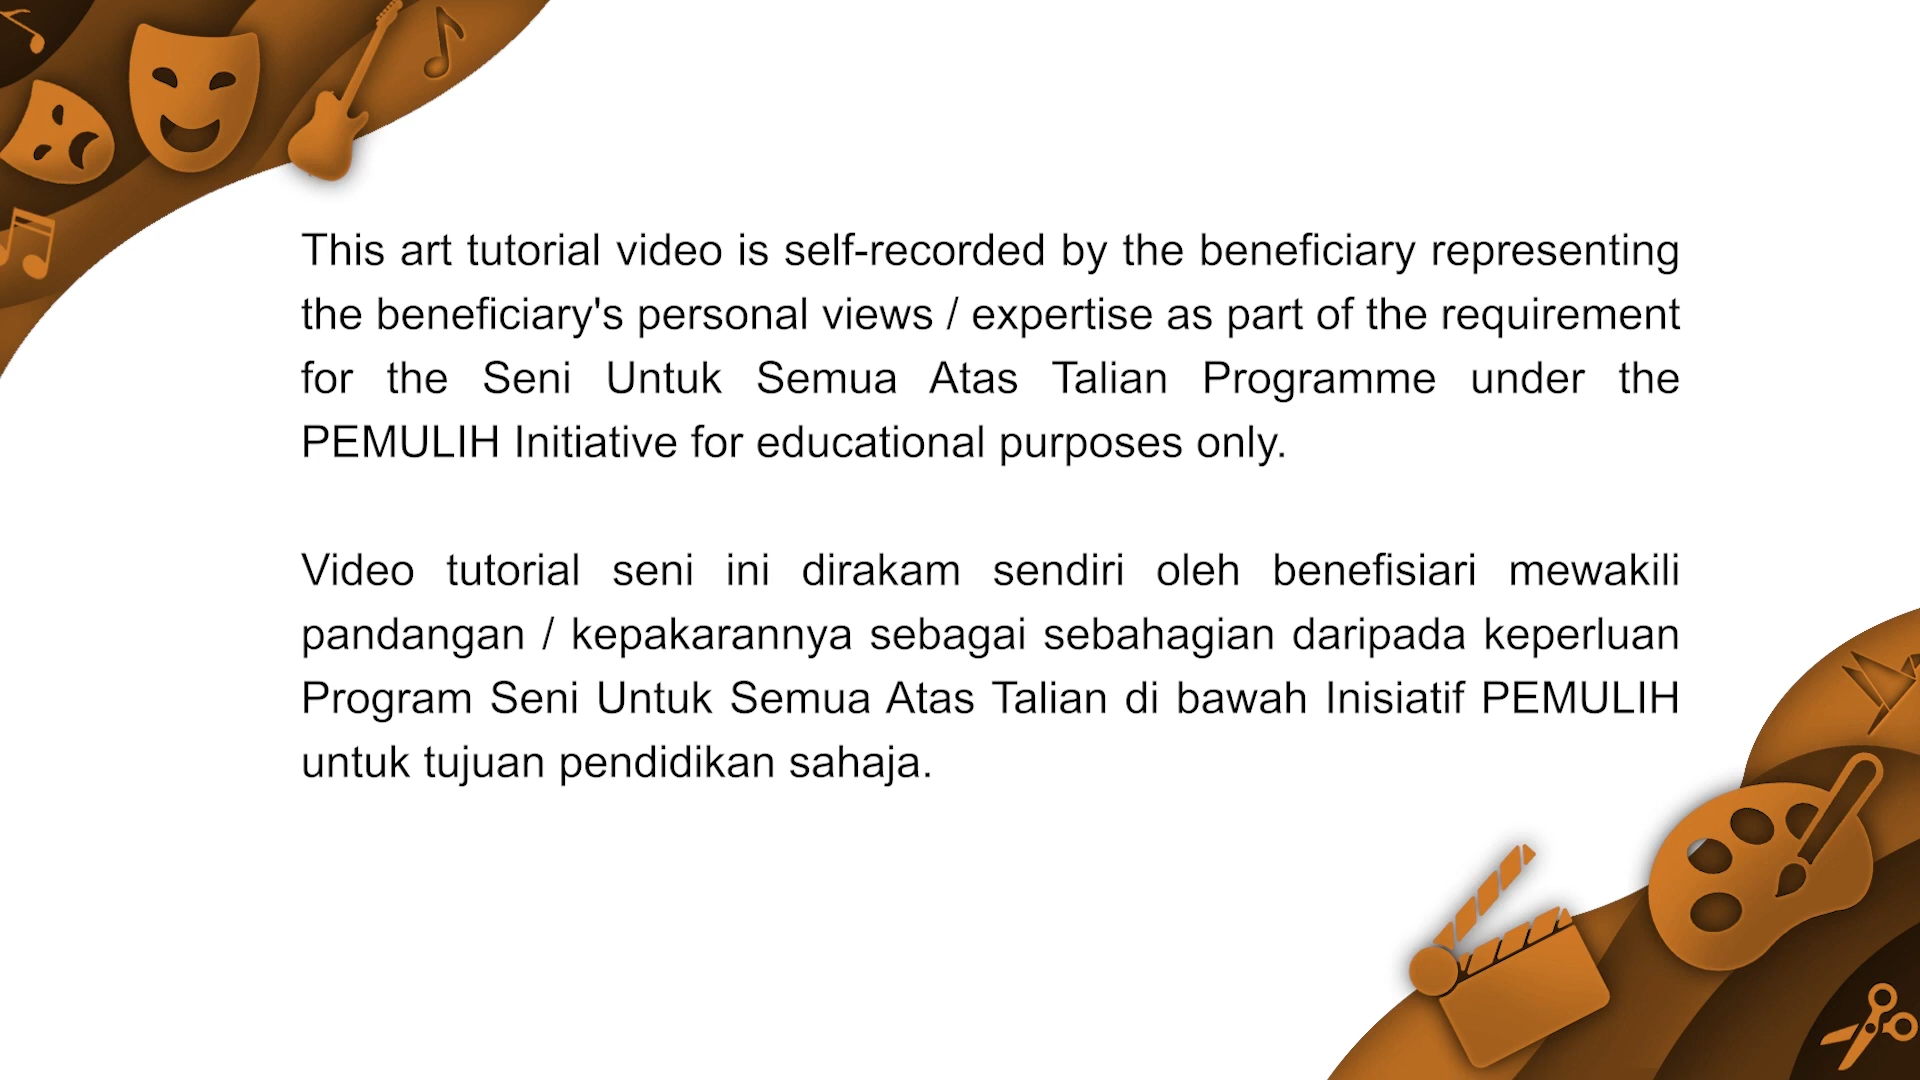 This art tutorial video is self-recorded by the beneficiary representing
the beneficiary's personal views / expertise as part of the requirement
for the Seni Untuk Semua Atas Talian Programme under the
PEMULIH Initiative for educational purposes only.
Video tutorial seni ini dirakam sendiri oleh benefisiari mewakili
pandangan / kepakarannya sebagai sebahagian daripada keperluan
Program Seni Untuk Semua Atas Talian di bawah Inisiatif PEMULIH
untuk tujuan pendidikan sahaja.